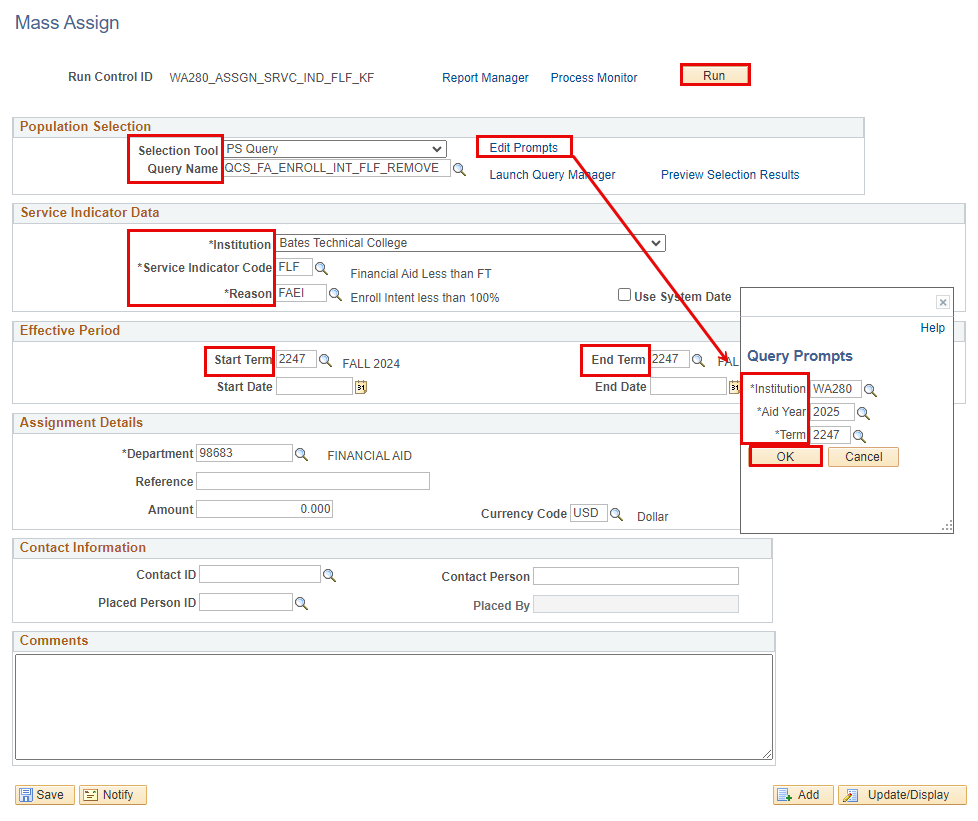 Mass Assign
Run Control ID WA280_ASSGN_SRVC_IND_FLF_KF Report Manager Process Monitor Run
Population Selection
Selection Tool PS Query Edit Prompts
Query Name QCS_FA_ENROLL_INT_FLF_REMOVE Launch Query Manager Preview Selection Results
Service Indicator Data
*Institution Bates Technical College
*Service Indicator Code FLF Financial Aid Less than FT
*Reason FAEI Enroll Intent less than 100% Use System Date
Effective Period
Start Term 2247 FALL 2024 End Term 2247 FAL
Start Date 31 End Date 31
Help
Query Prompts
*Institution WA280
*Aid Year 2025
*Term 2247
OK Cancel
Assignment Details
*Department 98683 FINANCIAL AID
Reference
Amount 0.000 Currency Code USD Dollar
Contact Information
Contact ID Contact Person
Placed Person ID Placed By
Comments
Save Notify Add Update/Display